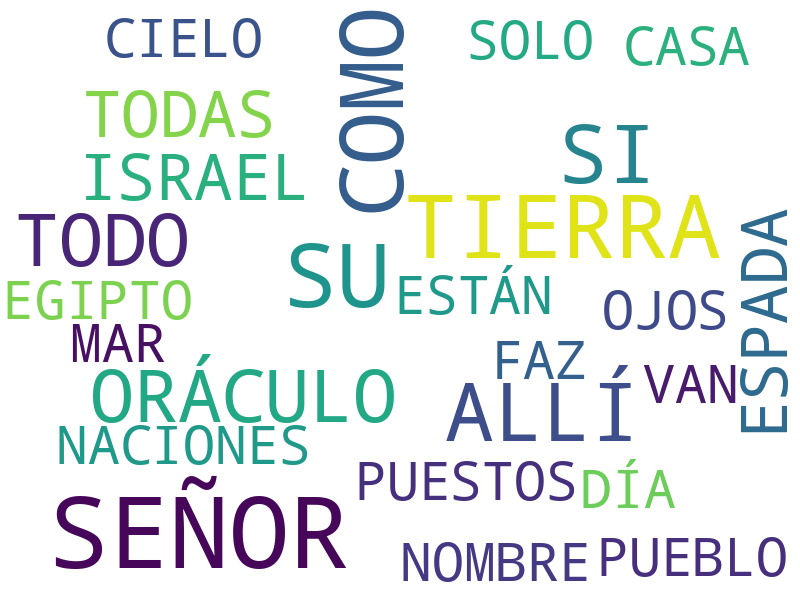 CIELO
COMO
SOLO
CASA
TODAS
SI
ISRAEL
TIERRA
TODO
ESPADA
SU
ESTÁN
EGIPTO
OJOS
MAR
FAZ
VAN
ORÁCULO
ALLÍ
NACIONES
PUESTOS
DÍA
SEÑOR
NOMBRE
PUEBLO